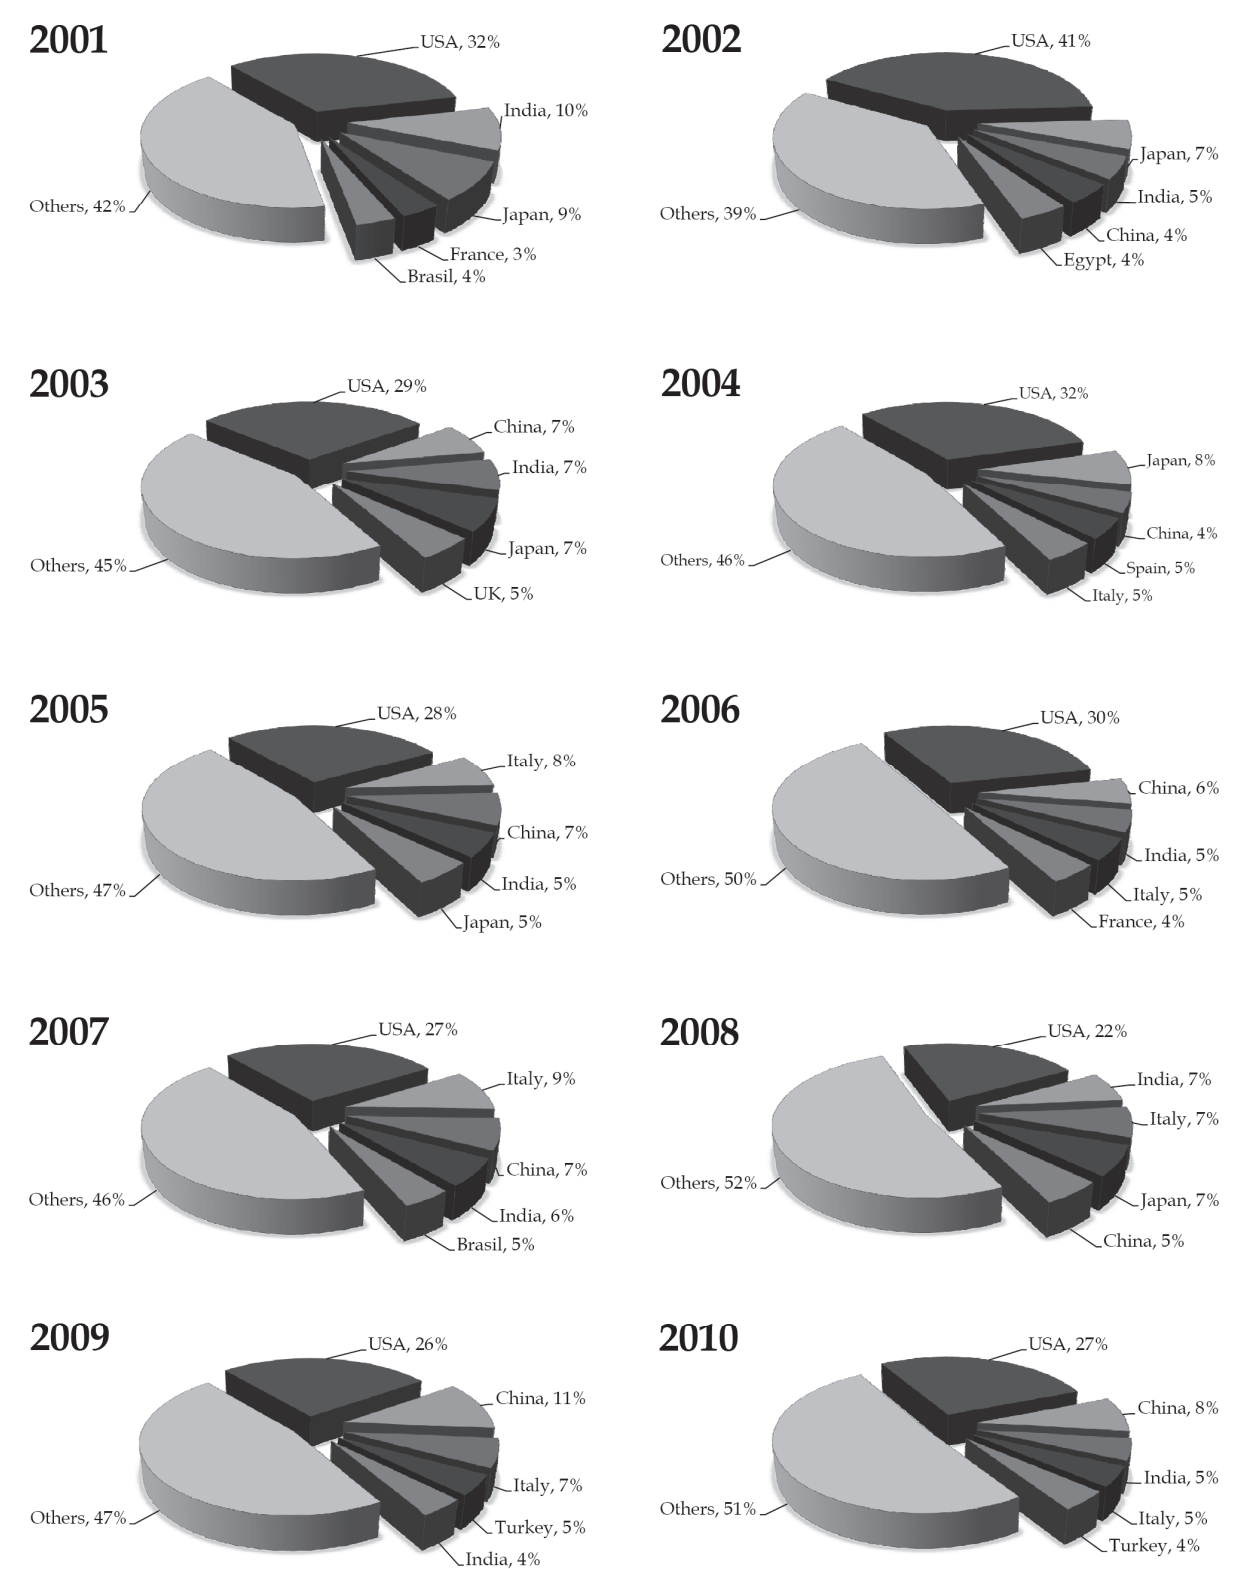 2001
USA, 32%
India, 10%
Japan, 9%
France, 3%
Brasil, 4%
Others, 42%
2002
USA, 41%
Japan, 7%
India, 5%
China, 4%
Egypt, 4%
Others, 39%
2003
USA, 29%
China, 7%
India, 7%
Japan, 7%
UK, 5%
Others, 45%
2004
USA, 32%
Japan, 8%
China, 4%
Spain, 5%
Italy, 5%
Others, 46%
2005
USA, 28%
Italy, 8%
China, 7%
India, 5%
Japan, 5%
Others, 47%
2006
USA, 30%
China, 6%
India, 5%
Italy, 5%
France, 4%
Others, 50%
2007
USA, 27%
Italy, 9%
China, 7%
India, 6%
Brasil, 5%
Others, 46%
2008
USA, 22%
India, 7%
Italy, 7%
Japan, 7%
China, 5%
Others, 52%
2009
USA, 26%
China, 11%
Italy, 7%
Turkey, 5%
India, 4%
Others, 47%
2010
USA, 27%
China, 8%
India, 5%
Italy, 5%
Turkey, 4%
Others, 51%